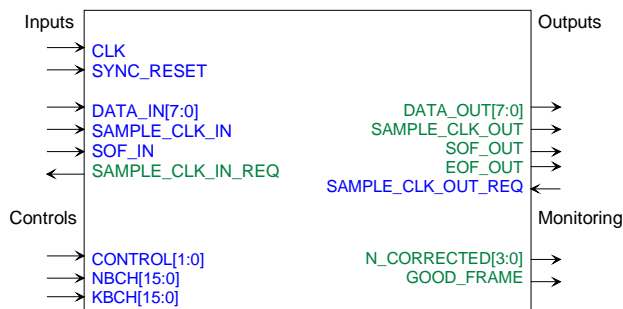 Inputs
Outputs
CLK
SYNC_RESET
DATA_IN[7:0]
DATA_OUT[7:0]
SAMPLE_CLK_IN
SAMPLE_CLK_OUT
SOF_IN
SOF_OUT
SAMPLE_CLK_IN_REQ
EOF_OUT
SAMPLE_CLK_OUT_REQ
Controls
Monitoring
CONTROL[1:0]
N_CORRECTED[3:0]
NBCH[15:0]
GOOD_FRAME
KBCH[15:0]